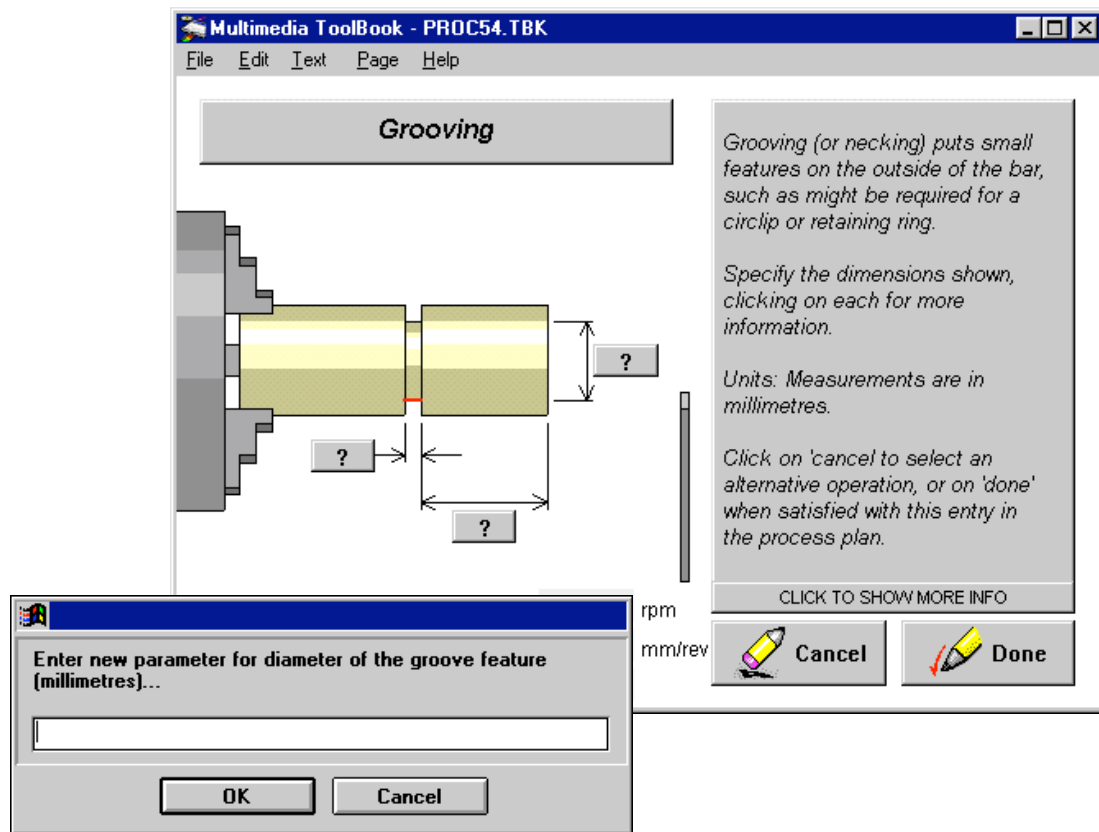 Multimedia ToolBook - PROC54.TBK
File Edit Text Page Help
Grooving
?
?
?
Grooving (or necking) puts small
features on the outside of the bar,
such as might be required for a
circlip or retaining ring.
Specify the dimensions shown,
clicking on each for more
information.
Units: Measurements are in
millimetres.
Click on 'cancel to select an
alternative operation, or on 'done'
when satisfied with this entry in
the process plan.
CLICK TO SHOW MORE INFO
rpm
mm/rev
Cancel
Done
Enter new parameter for diameter of the groove feature
(millimetres)...
OK
Cancel